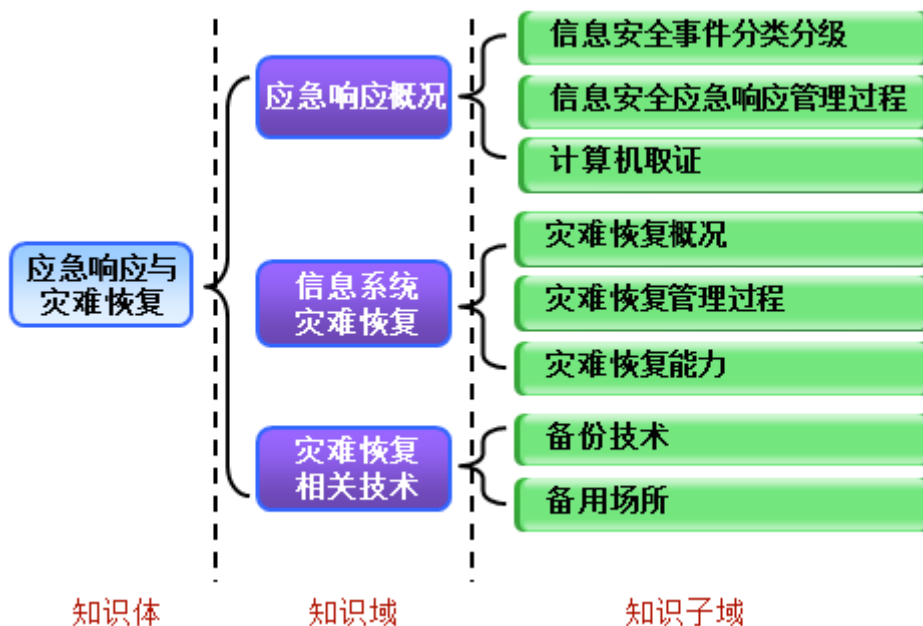 应急响应与
灾难恢复
应急响应概况
信息安全事件分类分级
信息安全应急响应管理过程
计算机取证
信息系统
灾难恢复
灾难恢复概况
灾难恢复管理过程
灾难恢复能力
灾难恢复
相关技术
备份技术
备用场所
知识体
知识域
知识子域